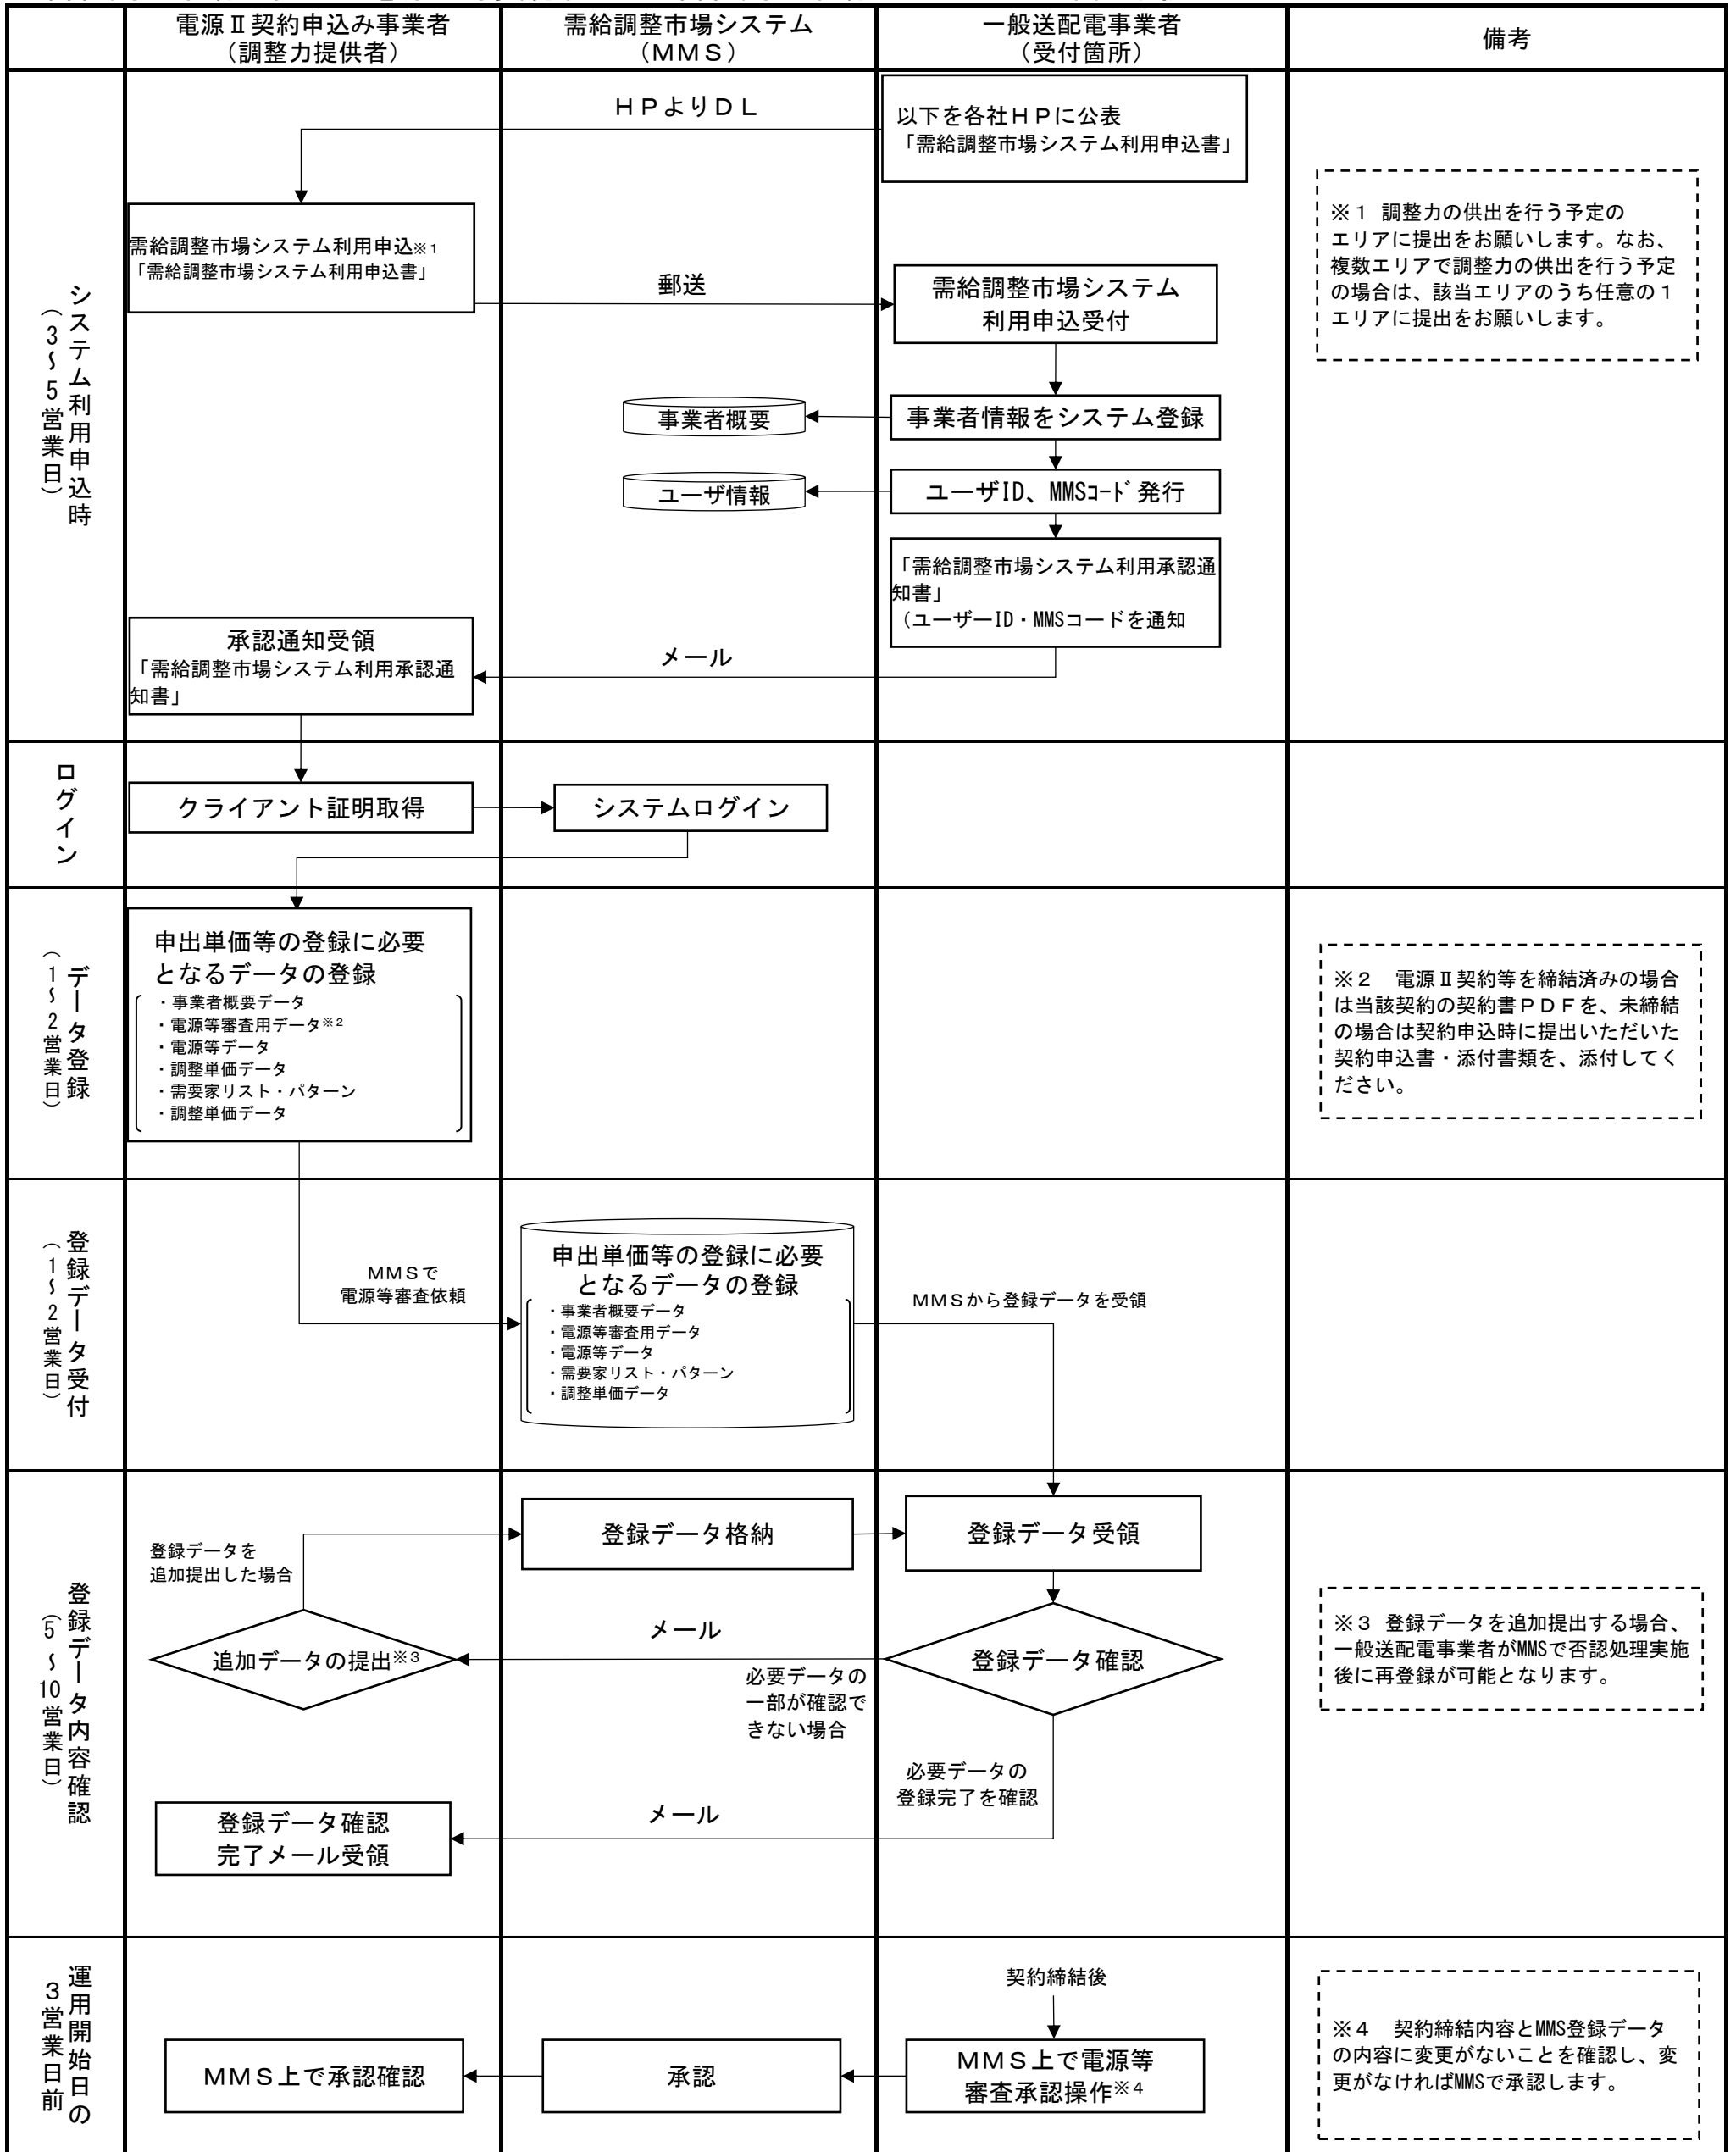 電源Ⅱ契約申込み事業者
（調整力提供者）
需給調整市場システム
（ＭＭＳ）
一般送配電事業者
（受付箇所）
備考
システム利用申込時
（3～5営業日）
ＨＰよりＤＬ
以下を各社ＨＰに公表
「需給調整市場システム利用申込書」
需給調整市場システム利用申込※1
「需給調整市場システム利用申込書」
郵送
需給調整市場システム
利用申込受付
※１ 調整力の供出を行う予定の
エリアに提出をお願いします。なお、
複数エリアで調整力の供出を行う予定
の場合は、該当エリアのうち任意の１
エリアに提出をお願いします。
事業者概要
事業者情報をシステム登録
ユーザ情報
ユーザID、MMSｺｰﾄﾞ発行
「需給調整市場システム利用承認通
知書」
（ユーザーID・MMSコードを通知
メール
承認通知受領
「需給調整市場システム利用承認通
知書」
ログイン
クライアント証明取得
システムログイン
データ登録
（1～2営業日）
申出単価等の登録に必要
となるデータの登録
・事業者概要データ
・電源等審査用データ※2
・電源等データ
・調整単価データ
・需要家リスト・パターン
・調整単価データ
※２　電源Ⅱ契約等を締結済みの場合
は当該契約の契約書ＰＤＦを、未締結
の場合は契約申込時に提出いただいた
契約申込書・添付書類を、添付してく
ださい。
登録データ受付
（1～2営業日）
ＭＭＳで
電源等審査依頼
申出単価等の登録に必要
となるデータの登録
・事業者概要データ
・電源等審査用データ
・電源等データ
・需要家リスト・パターン
・調整単価データ
ＭＭＳから登録データを受領
登録データ内容確認
（5～10営業日）
登録データを
追加提出した場合
登録データ格納
登録データ受領
追加データの提出※3
メール
必要データの
一部が確認で
きない場合
登録データ確認
※３ 登録データを追加提出する場合、
一般送配電事業者がMMSで否認処理実施
後に再登録が可能となります。
必要データの
登録完了を確認
メール
登録データ確認
完了メール受領
運用開始日の
３営業日前
契約締結後
ＭＭＳ上で承認確認
承認
ＭＭＳ上で電源等
審査承認操作※4
※４　契約締結内容とMMS登録データ
の内容に変更がないことを確認し、変
更がなければMMSで承認します。